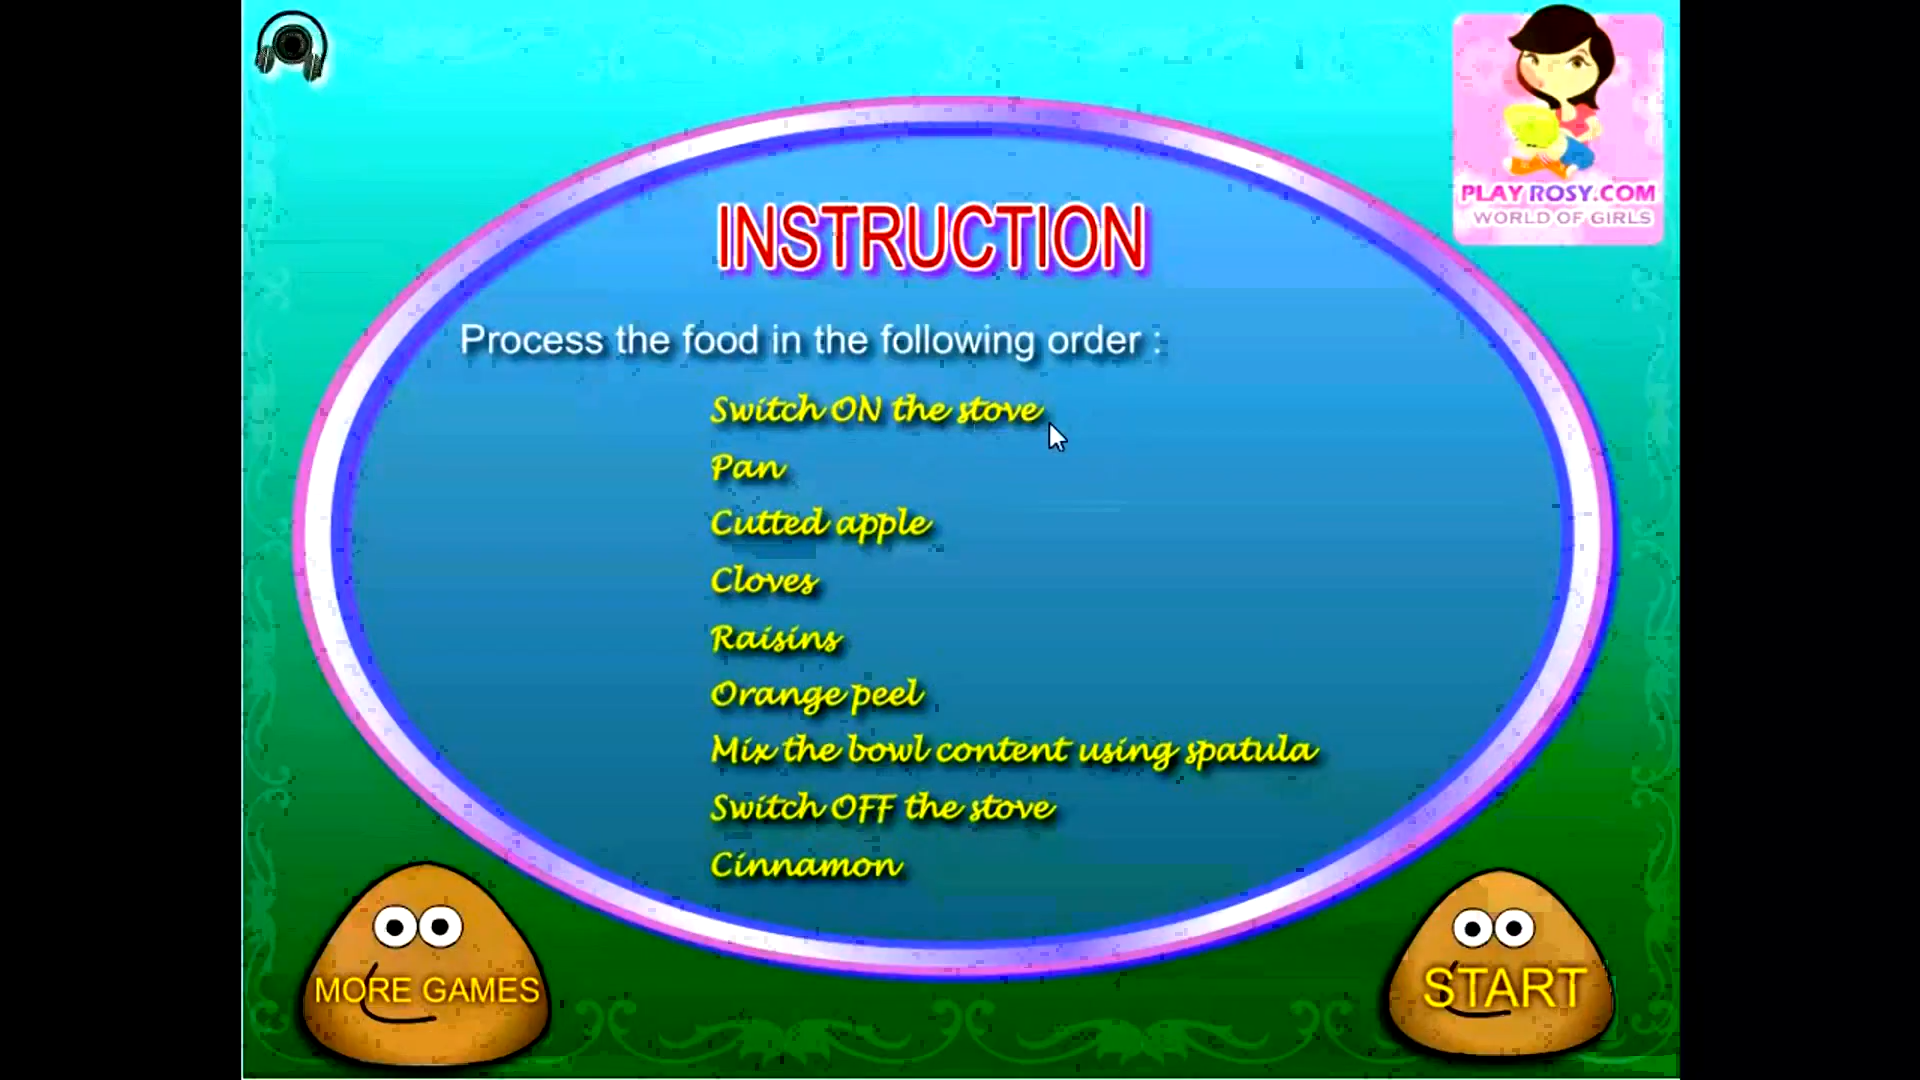 PLAY ROSY.COM
WORLD OF GIRLS
INSTRUCTION
Process the food in the following order :
Switch ON the stove
Pan
Cutted apple
Cloves
Raisins
Orange peel
Mix the bowl content using spatula
Switch OFF the stove
Cinnamon
MORE GAMES
START